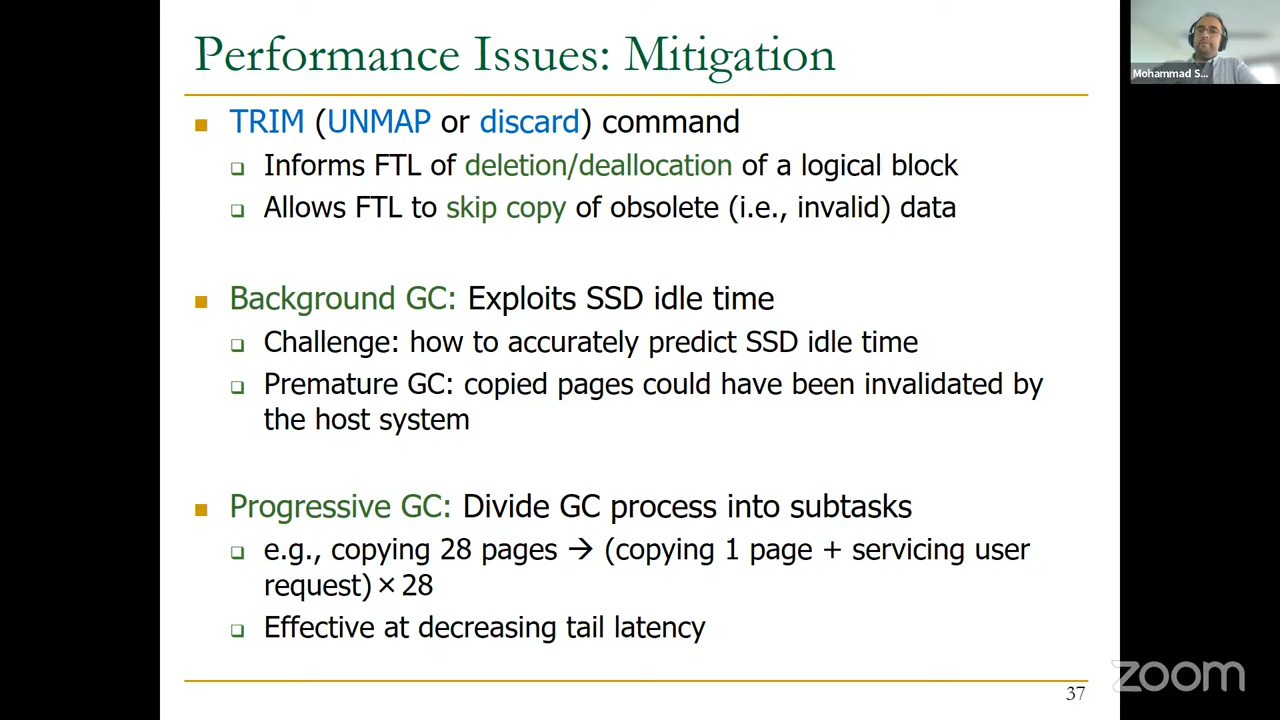 Performance Issues: Mitigation
Mohammad S...
TRIM (UNMAP or discard) command
Informs FTL of deletion/deallocation of a logical block
Allows FTL to skip copy of obsolete (i.e., invalid) data
Background GC: Exploits SSD idle time
Challenge: how to accurately predict SSD idle time
Premature GC: copied pages could have been invalidated by
the host system
Progressive GC: Divide GC process into subtasks
e.g., copying 28 pages → (copying 1 page + servicing user
request) × 28
Effective at decreasing tail latency
37
zoom